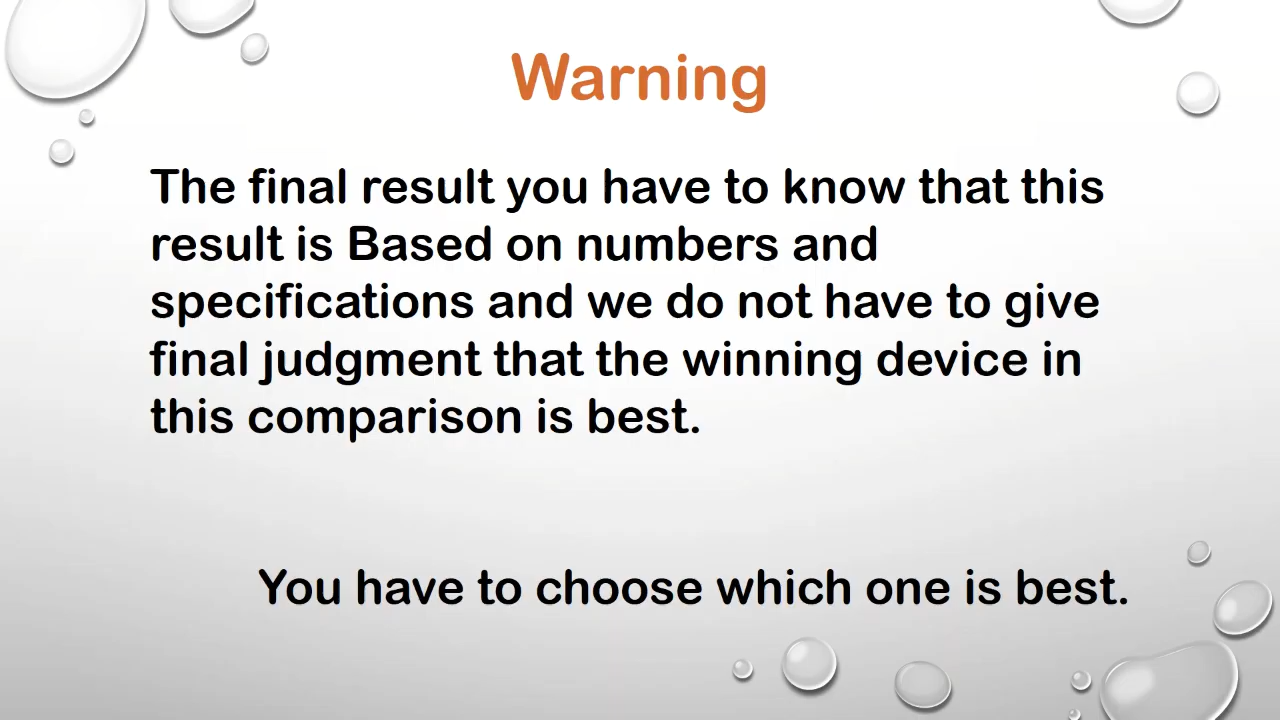 Warning
The final result you have to know that this
result is Based on numbers and
specifications and we do not have to give
final judgment that the winning device in
this comparison is best.
You have to choose which one is best.